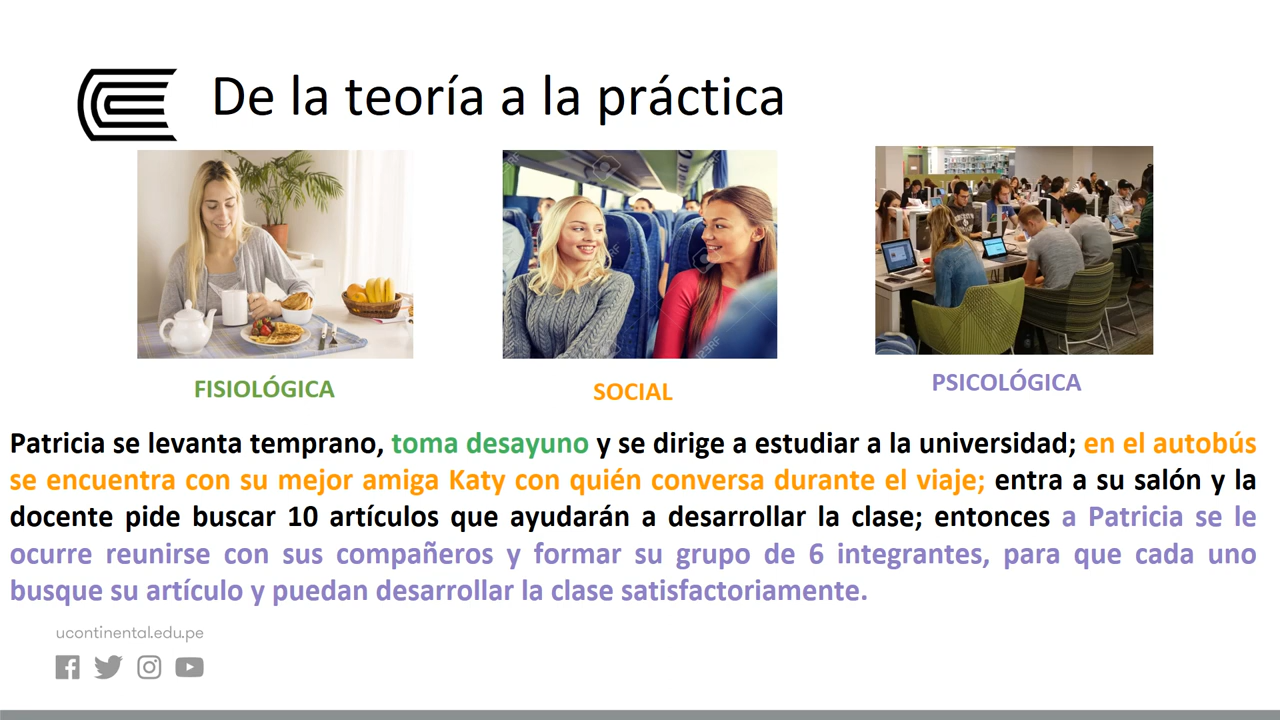 De la teoría a la práctica
FISIOLÓGICA
SOCIAL
PSICOLÓGICA
Patricia se levanta temprano, toma desayuno y se dirige a estudiar a la universidad; en el autobús
se encuentra con su mejor amiga Katy con quién conversa durante el viaje; entra a su salón y la
docente pide buscar 10 artículos que ayudarán a desarrollar la clase; entonces a Patricia se le
ocurre reunirse con sus compañeros y formar su grupo de 6 integrantes, para que cada uno
busque su artículo y puedan desarrollar la clase satisfactoriamente.
ucontinental.edu.pe